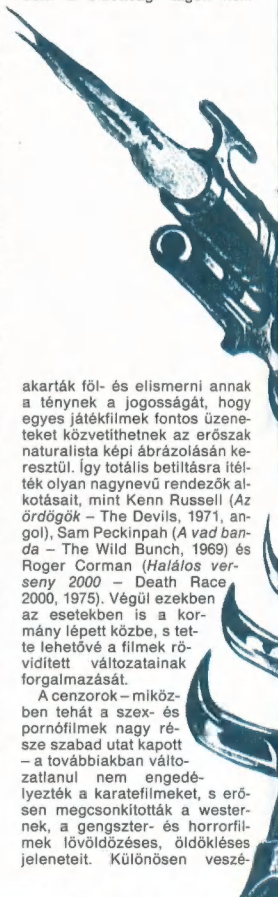 akarták föl- és elismerni annak
a ténynek a jogosságát, hogy
egyes játékfilmek fontos üzene-
teket közvetíthetnek az erőszak
naturalista képi ábrázolásán ke-
resztül. Így totális betiltásra ítél-
ték olyan nagynevű rendezők al-
kotásait, mint Kenn Russell (Az
ördögök – The Devils, 1971, an-
gol), Sam Peckinpah (A vad ban-
da – The Wild Bunch, 1969) és
Roger Corman (Halálos ver-
seny 2000 – Death Race
2000, 1975). Végül ezekben
az esetekben is a kor-
mány lépett közbe, s tet-
te lehetővé a filmek rö-
vidített változatainak
forgalmazását.
A cenzorok – miköz-
ben tehát a szex- és
pornófilmek nagy ré-
sze szabad utat kapott
– a továbbiakban válto-
zatlanul nem engedé-
lyezték a karatefilmeket, s erő-
sen megcsonkították a wester-
nek, a gengszter- és horrorfil-
mek lövöldözéses, öldökléses
jeleneteit. Különösen veszé-